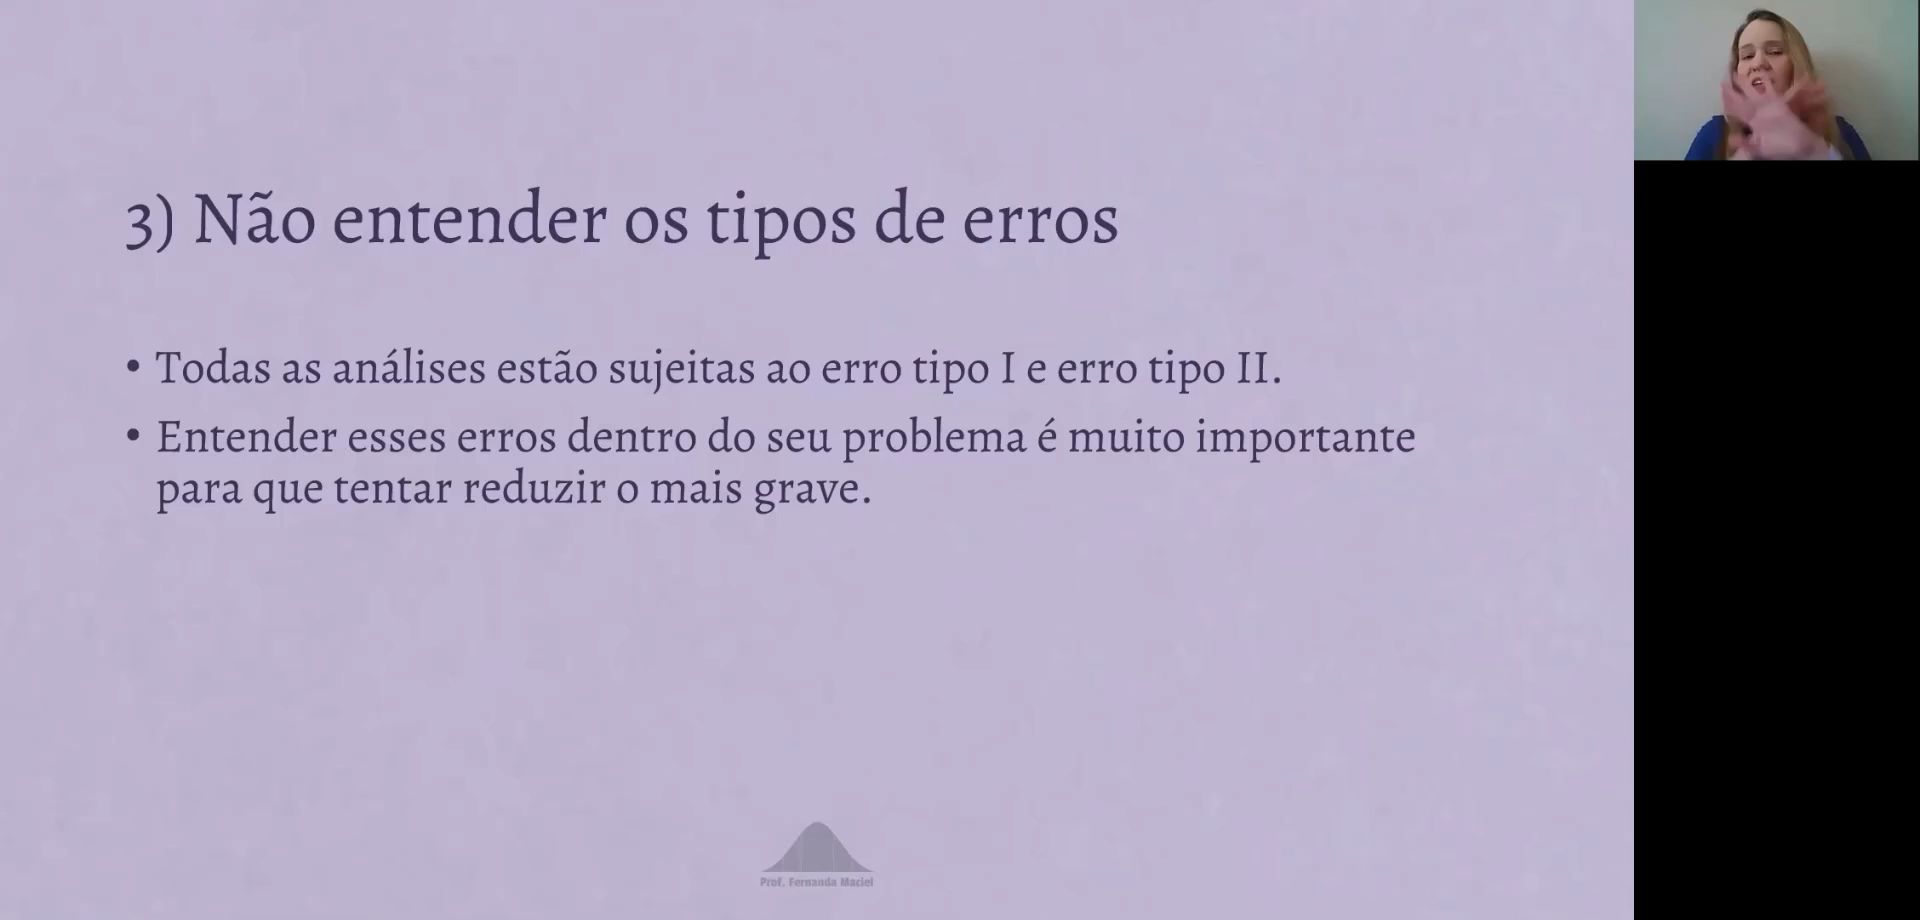 3) Não entender os tipos de erros
• Todas as análises estão sujeitas ao erro tipo I e erro tipo II.
• Entender esses erros dentro do seu problema é muito importante
para que tentar reduzir o mais grave.
Prof. Fernanda Maciel